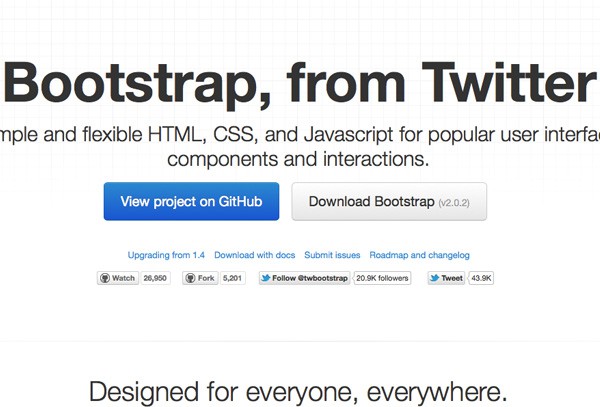 Bootstrap, from Twitter
mple and flexible HTML, CSS, and Javascript for popular user interfa
components and interactions.
View project on GitHub Download Bootstrap (v2.0.2)
Upgrading from 1.4 Download with docs Submit issues Roadmap and changelog
Watch 26,950 Fork 5,201 Follow @twbootstrap 20.9K followers Tweet 43.9K
Designed for everyone, everywhere.